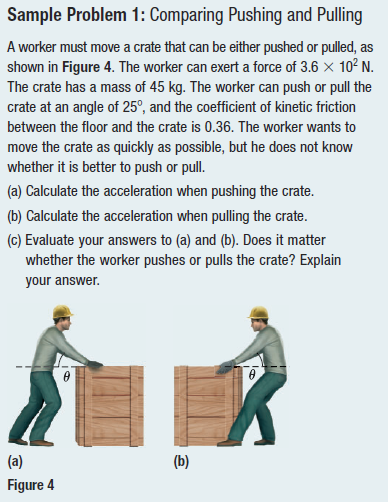 Sample Problem 1: Comparing Pushing and Pulling
A worker must move a crate that can be either pushed or pulled, as
shown in Figure 4. The worker can exert a force of 3.6 × 10² N.
The crate has a mass of 45 kg. The worker can push or pull the
crate at an angle of 25°, and the coefficient of kinetic friction
between the floor and the crate is 0.36. The worker wants to
move the crate as quickly as possible, but he does not know
whether it is better to push or pull.
(a) Calculate the acceleration when pushing the crate.
(b) Calculate the acceleration when pulling the crate.
(c) Evaluate your answers to (a) and (b). Does it matter
whether the worker pushes or pulls the crate? Explain
your answer.
θ
θ
(a)
(b)
Figure 4